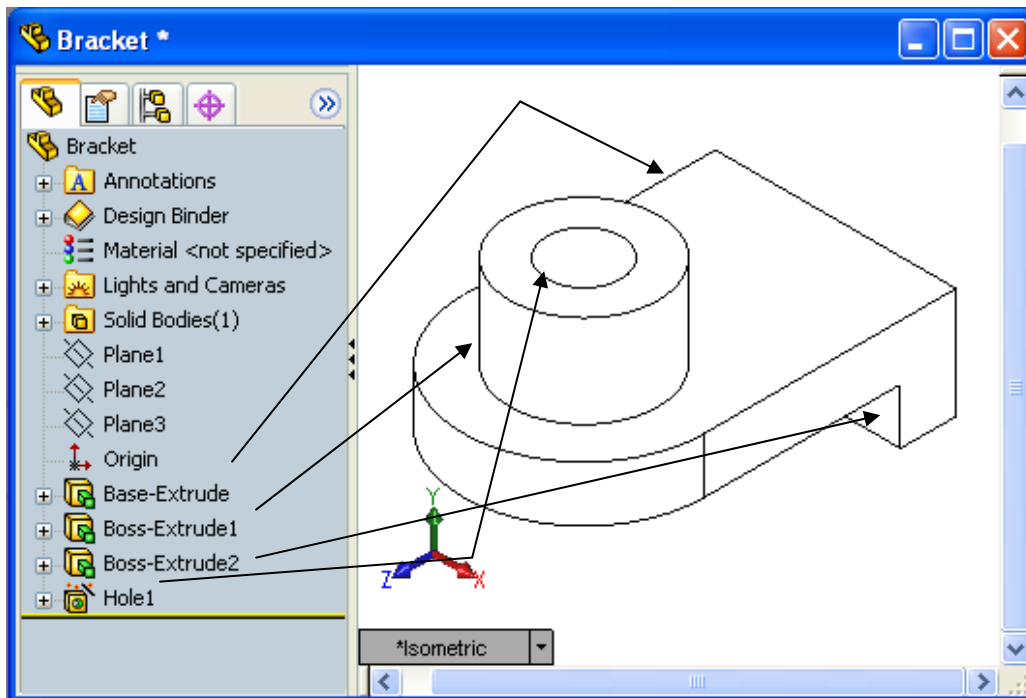 Bracket *
Bracket
Annotations
Design Binder
Material <not specified>
Lights and Cameras
Solid Bodies(1)
Plane1
Plane2
Plane3
Origin
Base-Extrude
Boss-Extrude1
Boss-Extrude2
Hole1
A
Y
Z
X
*Isometric